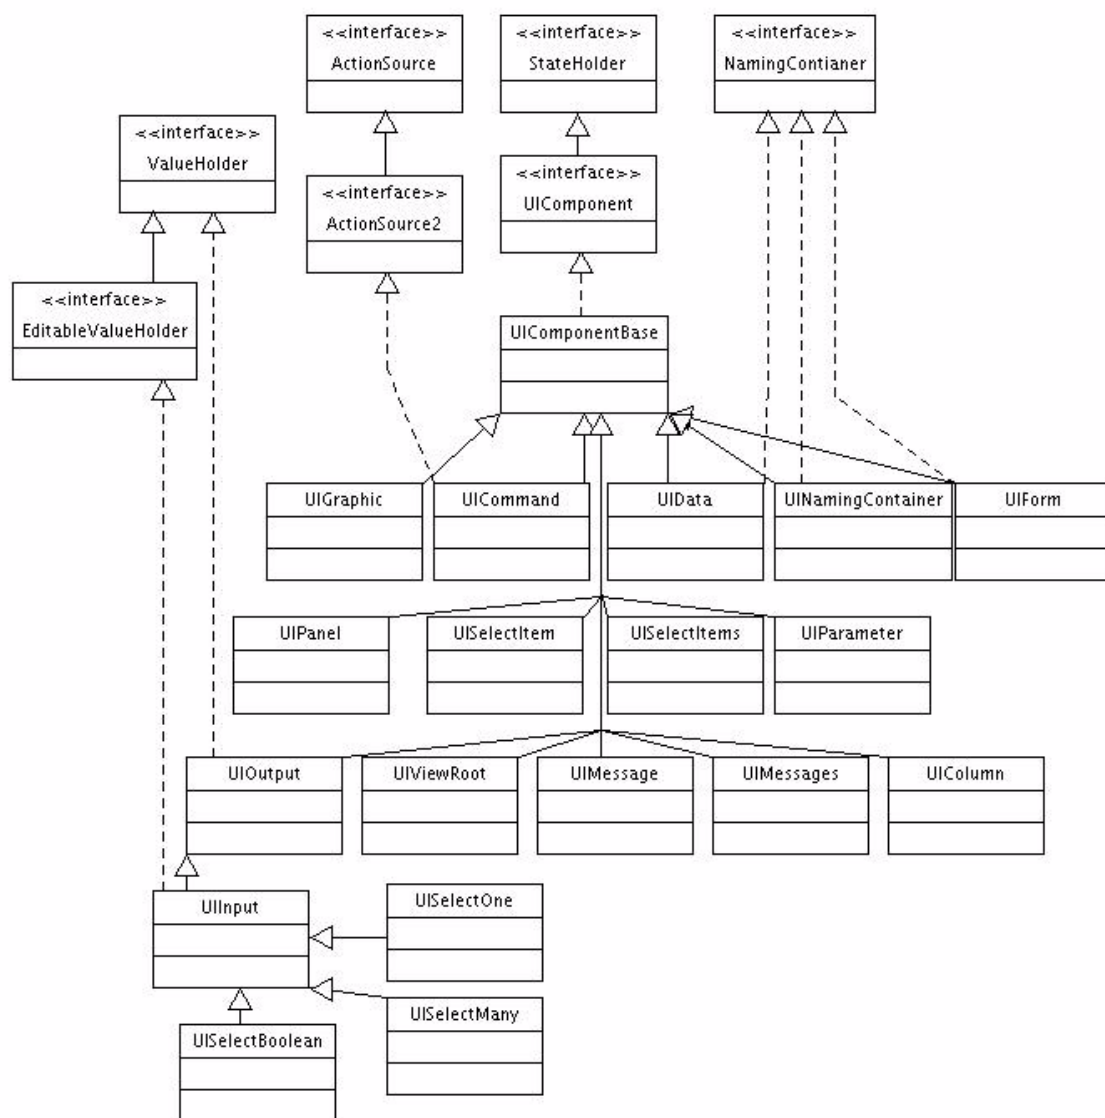 <<interface>>
ActionSource
<<interface>>
StateHolder
<<interface>>
NamingContianer
<<interface>>
ValueHolder
<<interface>>
ActionSource2
<<interface>>
UIComponent
<<interface>>
EditableValueHolder
UIComponentBase
UIGraphic
UICommand
UIData
UINamingContainer
UIForm
UIPanel
UISelectItem
UISelectItems
UIParameter
UIOutput
UIViewRoot
UIMessage
UIMessages
UIColumn
UIInput
UISelectOne
UISelectMany
UISelectBoolean